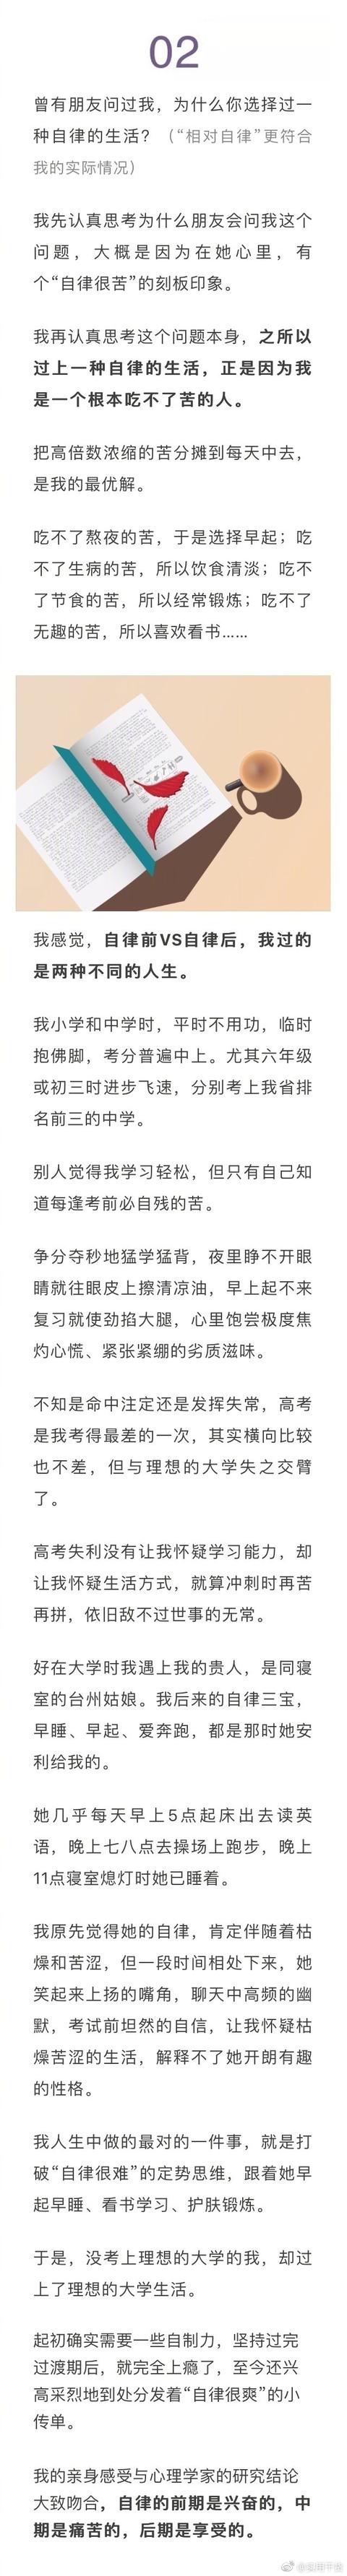 02
曾有朋友问过我，为什么你选择过一
种自律的生活？（“相对自律”更符合
我的实际情况）
我先认真思考为什么朋友会问我这个
问题，大概是因为在她心里，有
个“自律很苦”的刻板印象。
我再认真思考这个问题本身，之所以
过上一种自律的生活，正是因为我
是一个根本吃不了苦的人。
把高倍数浓缩的苦分摊到每天中去，
是我的最优解。
吃不了熬夜的苦，于是选择早起；吃
不了生病的苦，所以饮食清淡；吃不
了节食的苦，所以经常锻炼；吃不了
无趣的苦，所以喜欢看书……
我感觉，自律前VS自律后，我过的
是两种不同的人生。
我小学和中学时，平时不用功，临时
抱佛脚，考分普遍中上。尤其六年级
或初三时进步飞速，分别考上我省排
名前三的中学。
别人觉得我学习轻松，但只有自己知
道每逢考前必自残的苦。
争分夺秒地猛学猛背，夜里睁不开眼
睛就往眼皮上擦清凉油，早上起不来
复习就使劲掐大腿，心里饱尝极度焦
灼心慌、紧张紧绷的劣质滋味。
不知是命中注定还是发挥失常，高考
是我考得最差的一次，其实横向比较
也不差，但与理想的大学失之交臂
了。
高考失利没有让我怀疑学习能力，却
让我怀疑生活方式，就算冲刺时再苦
再拼，依旧敌不过世事的无常。
好在大学时我遇上我的贵人，是同寝
室的台州姑娘。我后来的自律三宝，
早睡、早起、爱奔跑，都是那时她安
利给我的。
她几乎每天早上5点起床出去读英
语，晚上七八点去操场上跑步，晚上
11点寝室熄灯时她已睡着。
我原先觉得她的自律，肯定伴随着枯
燥和苦涩，但一段时间相处下来，她
笑起来上扬的嘴角，聊天中高频的幽
默，考试前坦然的自信，让我怀疑枯
燥苦涩的生活，解释不了她开朗有趣
的性格。
我人生中做的最对的一件事，就是打
破“自律很难”的定势思维，跟着她早
起早睡、看书学习、护肤锻炼。
于是，没考上理想的大学的我，却过
上了理想的大学生活。
起初确实需要一些自制力，坚持过完
过渡期后，就完全上瘾了，至今还兴
高采烈地到处分发着“自律很爽”的小
传单。
我的亲身感受与心理学家的研究结论
大致吻合，自律的前期是兴奋的，中
期是痛苦的，后期是享受的。